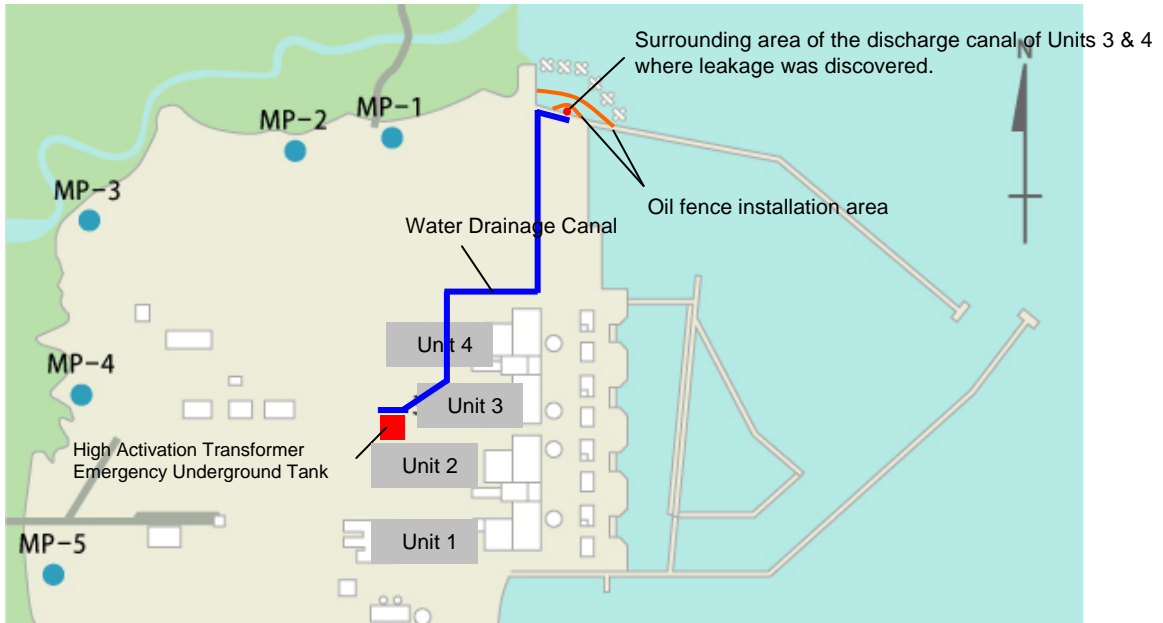 Surrounding area of the discharge canal of Units 3 & 4
where leakage was discovered.
N
MP-1
MP-2
MP-3
Oil fence installation area
Water Drainage Canal
Unit 4
MP-4
Unit 3
High Activation Transformer
Emergency Underground Tank
Unit 2
Unit 1
MP-5